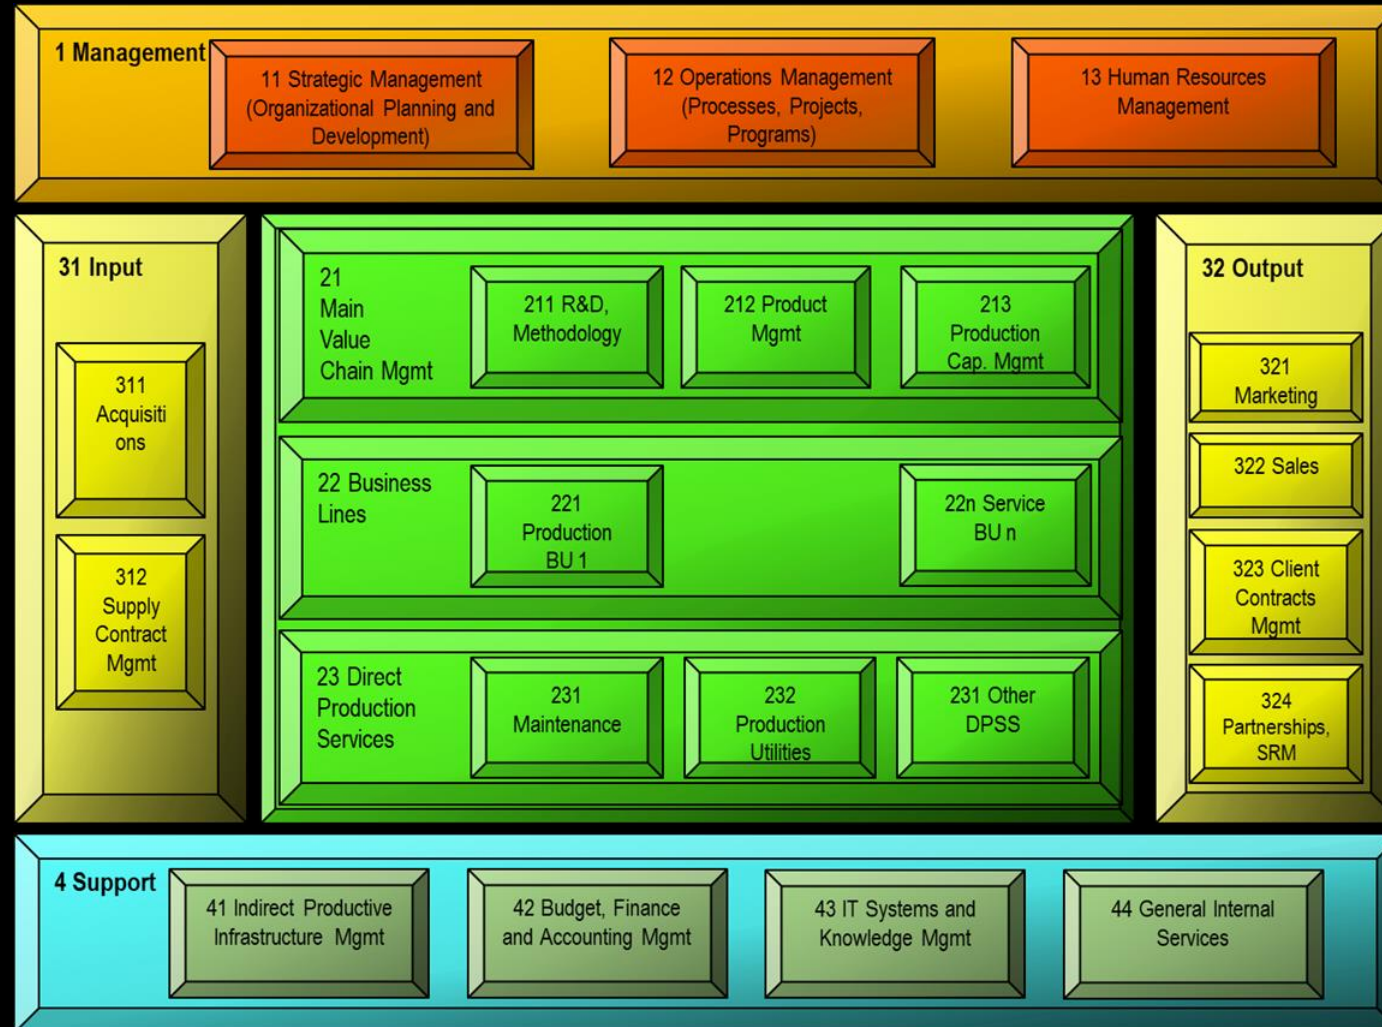 1 Management
11 Strategic Management
(Organizational Planning and
Development)
12 Operations Management
(Processes, Projects,
Programs)
13 Human Resources
Management
31 Input
311
Acquisiti
ons
312
Supply
Contract
Mgmt
21
Main
Value
Chain Mgmt
211 R&D,
Methodology
212 Product
Mgmt
213
Production
Cap. Mgmt
22 Business
Lines
221
Production
BU 1
22n Service
BU n
23 Direct
Production
Services
231
Maintenance
232
Production
Utilities
231 Other
DPSS
32 Output
321
Marketing
322 Sales
323 Client
Contracts
Mgmt
324
Partnerships,
SRM
4 Support
41 Indirect Productive
Infrastructure Mgmt
42 Budget, Finance
and Accounting Mgmt
43 IT Systems and
Knowledge Mgmt
44 General Internal
Services